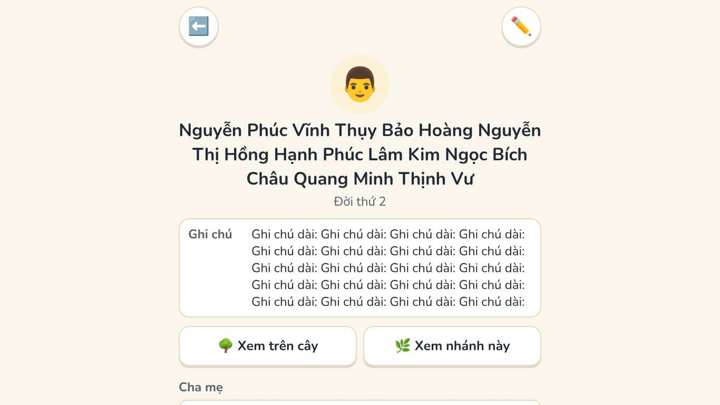 Nguyễn Phúc Vĩnh Thụy Bảo Hoàng Nguyễn
Thị Hồng Hạnh Phúc Lâm Kim Ngọc Bích
Châu Quang Minh Thịnh Vư
Đời thứ 2
Ghi chú
Ghi chú dài: Ghi chú dài: Ghi chú dài: Ghi chú dài:
Ghi chú dài: Ghi chú dài: Ghi chú dài: Ghi chú dài:
Ghi chú dài: Ghi chú dài: Ghi chú dài: Ghi chú dài:
Ghi chú dài: Ghi chú dài: Ghi chú dài: Ghi chú dài:
Ghi chú dài: Ghi chú dài: Ghi chú dài: Ghi chú dài:
Xem trên cây
Xem nhánh này
Cha mẹ